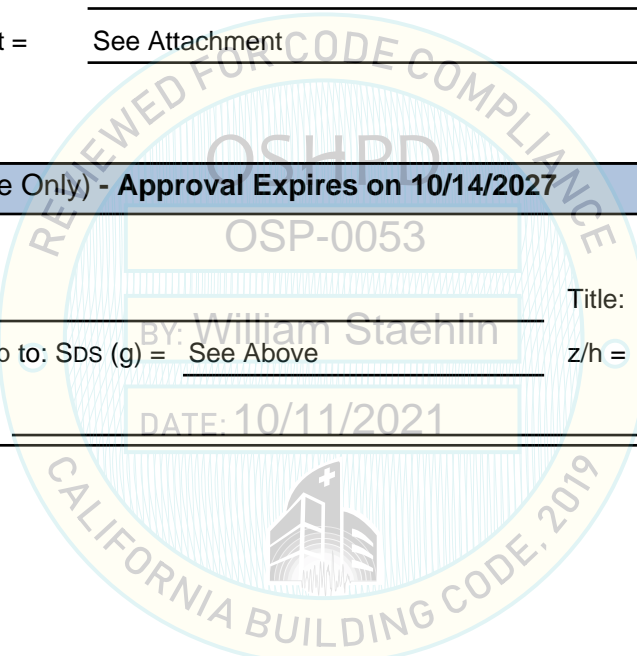 t = See Attachment
REVIEWED FOR CODE COMPLIANCE
OSHPD
e Only) - Approval Expires on 10/14/2027
OSP-0053
Title:
BY: William Staehlin
o to: SDS (g) = See Above z/h =
DATE: 10/11/2021
CALIFORNIA BUILDING CODE, 2019